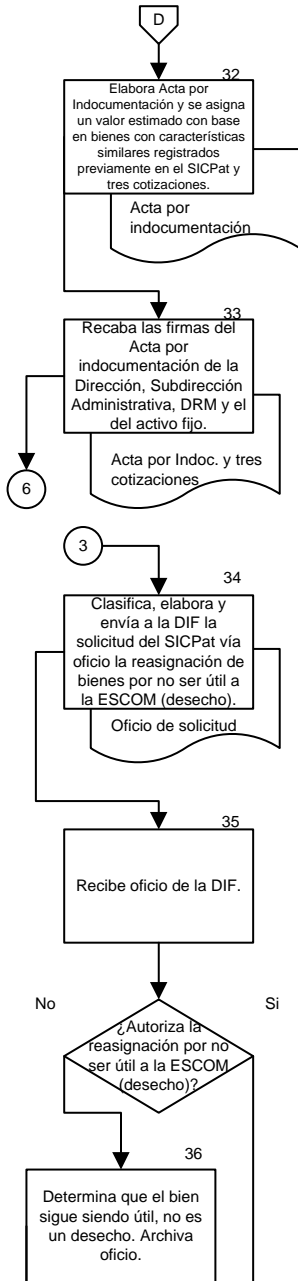 D
32
Elabora Acta por
Indocumentación y se asigna
un valor estimado con base
en bienes con características
similares registrados
previamente en el SICPat y
tres cotizaciones.
Acta por
indocumentación
33
Recaba las firmas del
Acta por
indocumentación de la
Dirección, Subdirección
Administrativa, DRM y el
del activo fijo.
Acta por Indoc. y tres
cotizaciones
6
3
34
Clasifica, elabora y
envía a la DIF la
solicitud del SICPat vía
oficio la reasignación de
bienes por no ser útil a
la ESCOM (desecho).
Oficio de solicitud
35
Recibe oficio de la DIF.
No
Si
¿Autoriza la
reasignación por no
ser útil a la ESCOM
(desecho)?
36
Determina que el bien
sigue siendo útil, no es
un desecho. Archiva
oficio.